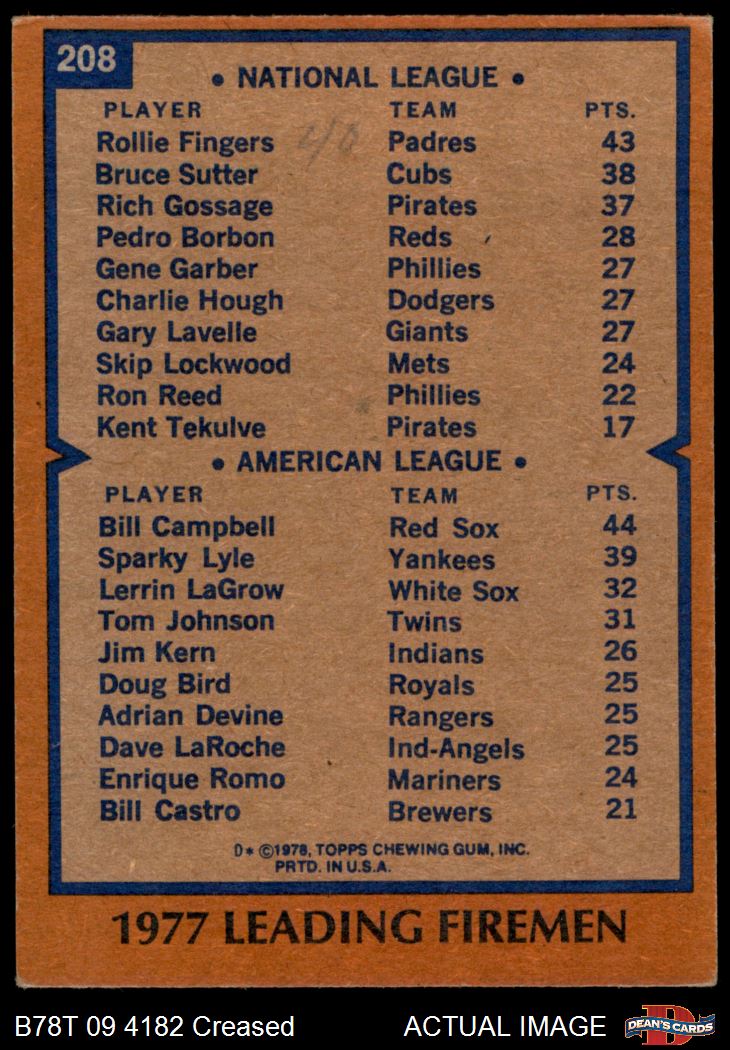 208
• NATIONAL LEAGUE •
PLAYER TEAM PTS.
Rollie Fingers Padres 43
Bruce Sutter Cubs 38
Rich Gossage Pirates 37
Pedro Borbon Reds 28
Gene Garber Phillies 27
Charlie Hough Dodgers 27
Gary Lavelle Giants 27
Skip Lockwood Mets 24
Ron Reed Phillies 22
Kent Tekulve Pirates 17
• AMERICAN LEAGUE •
PLAYER TEAM PTS.
Bill Campbell Red Sox 44
Sparky Lyle Yankees 39
Lerrin LaGrow White Sox 32
Tom Johnson Twins 31
Jim Kern Indians 26
Doug Bird Royals 25
Adrian Devine Rangers 25
Dave LaRoche Ind-Angels 25
Enrique Romo Mariners 24
Bill Castro Brewers 21
D* ©1978, TOPPS CHEWING GUM, INC.
PRTD. IN U.S.A.
1977 LEADING FIREMEN
B78T 09 4182 Creased ACTUAL IMAGE DEAN'S CARDS